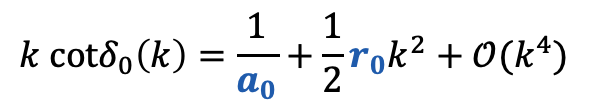 k cotδ₀(k) = 1/a₀ + 1/2 r₀k² + 𝒪(k⁴)